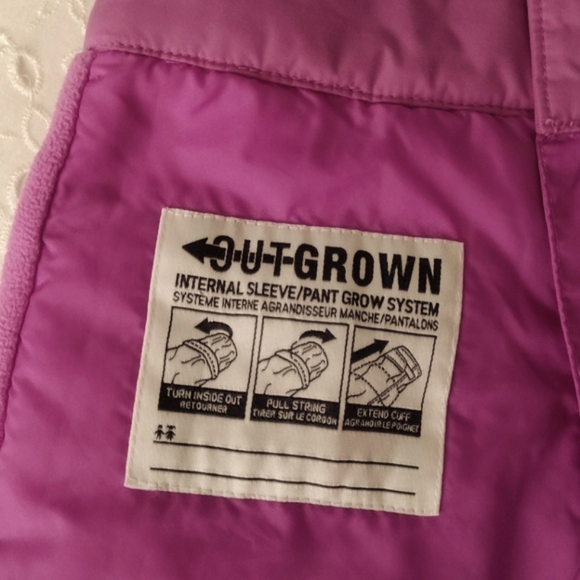 OUTGROWN
INTERNAL SLEEVE/PANT GROW SYSTEM
SYSTÈME INTERNE AGRANDISSEUR MANCHE/PANTALONS
TURN INSIDE OUT
RETOURNER
PULL STRING
TIRER SUR LE CORDON
EXTEND CUFF
AGRANDIR LE POIGNET